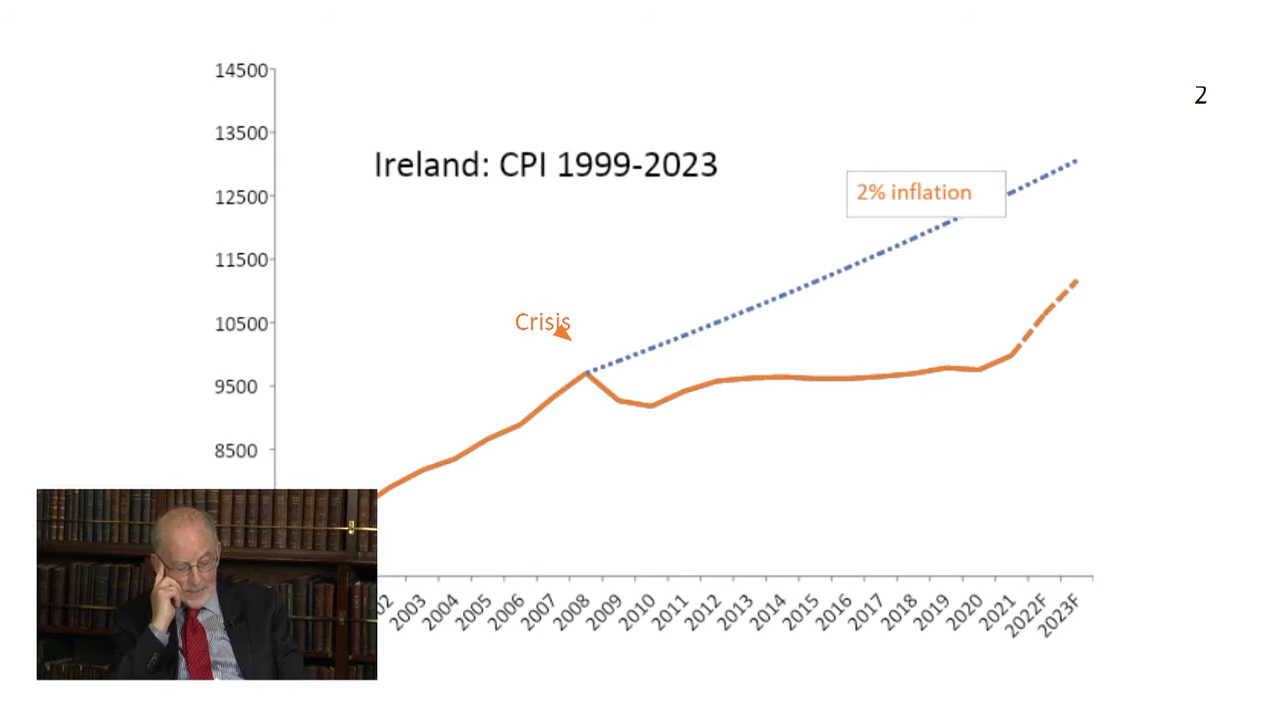 14500
2
13500
Ireland: CPI 1999-2023
12500
2% inflation
11500
10500
Crisis
9500
8500
02 2003 2004 2005 2006 2007 2008 2009 2010 2011 2012 2013 2014 2015 2016 2017 2018 2019 2020 2021 2022F 2023F